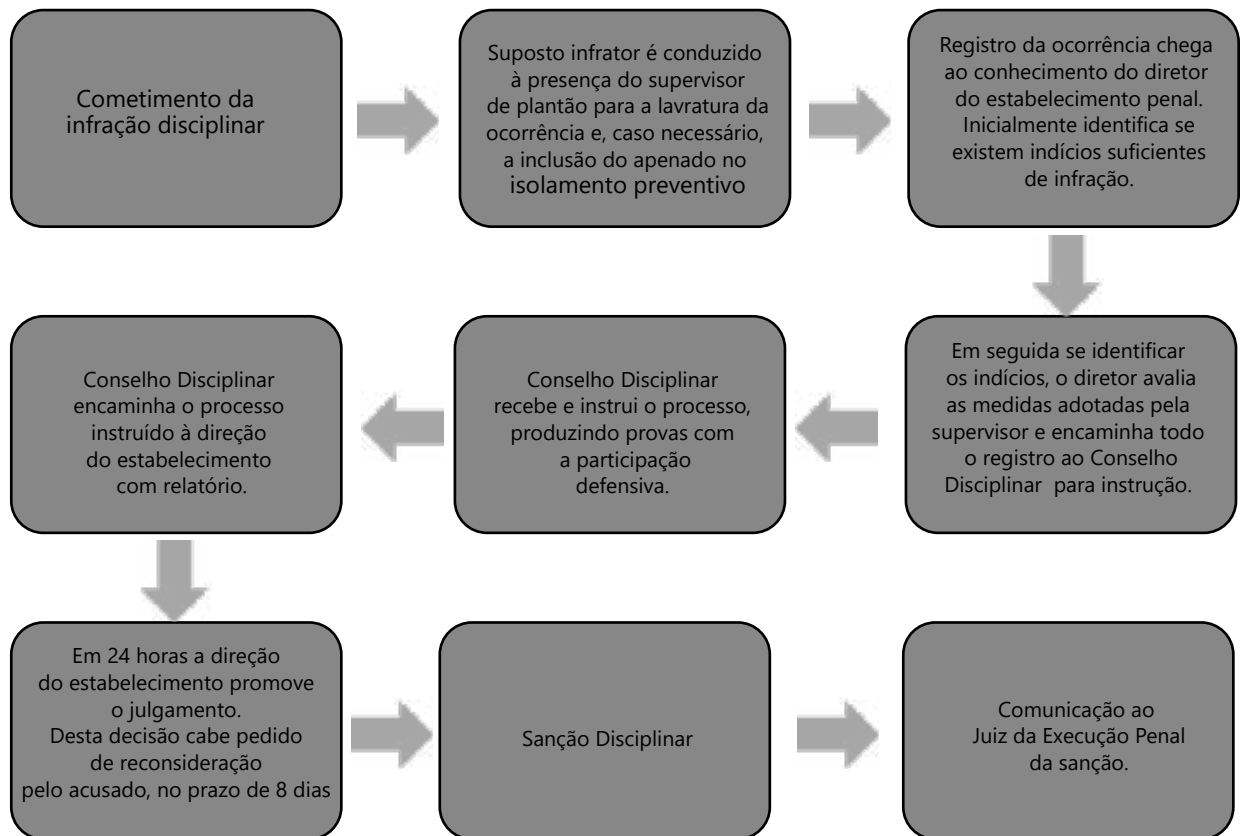 Cometimento da
infração disciplinar
Suposto infrator é conduzido
à presença do supervisor
de plantão para a lavratura da
ocorrência e, caso necessário,
a inclusão do apenado no
isolamento preventivo
Registro da ocorrência chega
ao conhecimento do diretor
do estabelecimento penal.
Inicialmente identifica se
existem indícios suficientes
de infração.
Em seguida se identificar
os indícios, o diretor avalia
as medidas adotadas pela
supervisor e encaminha todo
o registro ao Conselho
Disciplinar para instrução.
Conselho Disciplinar
recebe e instrui o processo,
produzindo provas com
a participação
defensiva.
Conselho Disciplinar
encaminha o processo
instruído à direção
do estabelecimento
com relatório.
Em 24 horas a direção
do estabelecimento promove
o julgamento.
Desta decisão cabe pedido
de reconsideração
pelo acusado, no prazo de 8 dias
Sanção Disciplinar
Comunicação ao
Juiz da Execução Penal
da sanção.